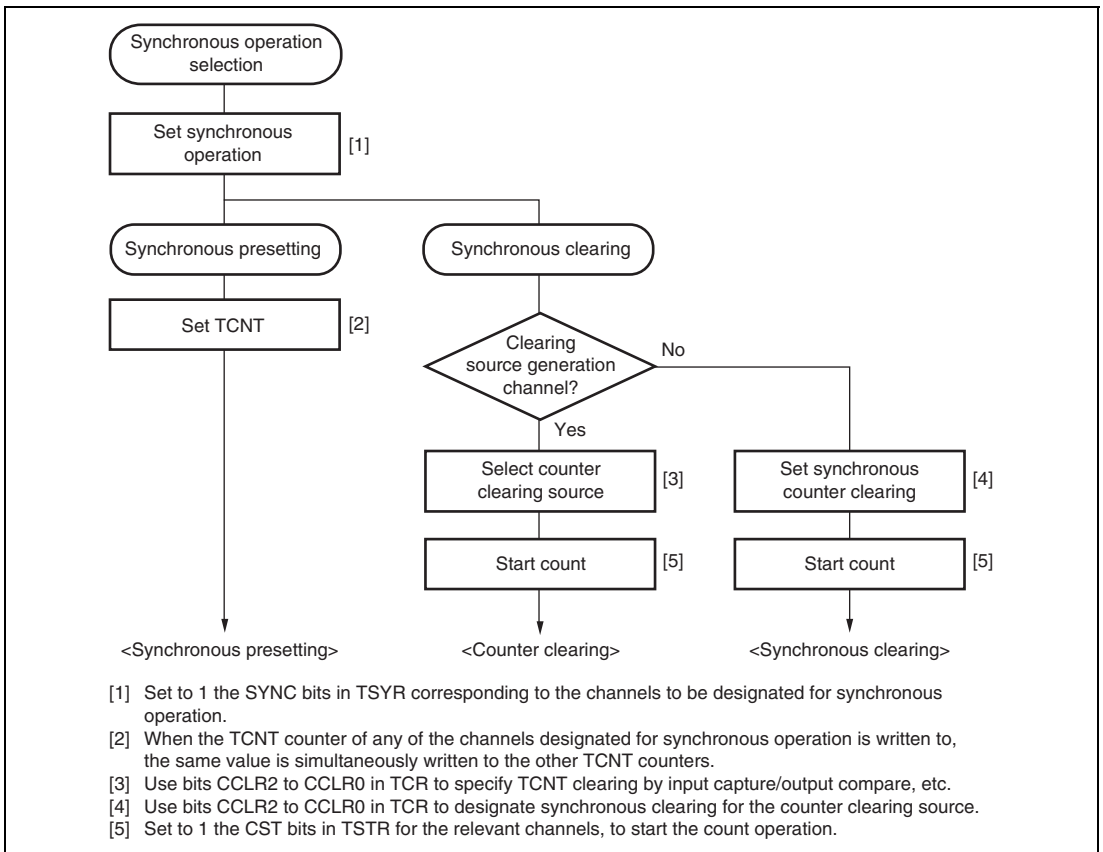 Synchronous operation
selection
Set synchronous
operation
[1]
Synchronous presetting
Synchronous clearing
Set TCNT
[2]
Clearing
source generation
channel?
No
Yes
Select counter
clearing source
[3]
Set synchronous
counter clearing
[4]
Start count
[5]
Start count
[5]
<Synchronous presetting>
<Counter clearing>
<Synchronous clearing>
[1] Set to 1 the SYNC bits in TSYR corresponding to the channels to be designated for synchronous
operation.
[2] When the TCNT counter of any of the channels designated for synchronous operation is written to,
the same value is simultaneously written to the other TCNT counters.
[3] Use bits CCLR2 to CCLR0 in TCR to specify TCNT clearing by input capture/output compare, etc.
[4] Use bits CCLR2 to CCLR0 in TCR to designate synchronous clearing for the counter clearing source.
[5] Set to 1 the CST bits in TSTR for the relevant channels, to start the count operation.